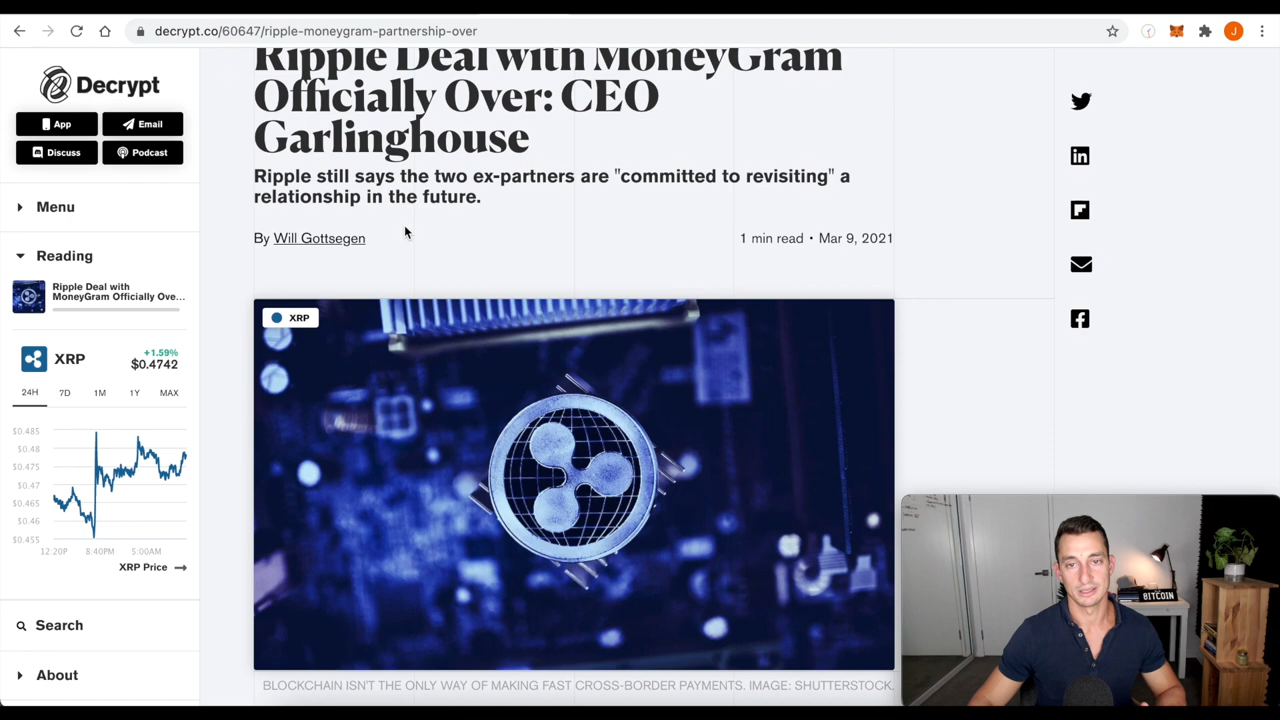 decrypt.co/60647/ripple-moneygram-partnership-over
J
Decrypt
App
Email
Discuss
Podcast
Menu
Reading
Ripple Deal with
MoneyGram Officially Ove...
XRP
+1.59%
$0.4742
24H 7D 1M 1Y MAX
$0.485
$0.48
$0.475
$0.47
$0.465
$0.46
$0.455
12:20P 8:40PM 5:00AM
XRP Price
Search
About
Ripple Deal with MoneyGram
Officially Over: CEO
Garlinghouse
Ripple still says the two ex-partners are "committed to revisiting" a
relationship in the future.
By Will Gottsegen
1 min read • Mar 9, 2021
XRP
BLOCKCHAIN ISN'T THE ONLY WAY OF MAKING FAST CROSS-BORDER PAYMENTS. IMAGE: SHUTTERSTOCK.
BITCOIN